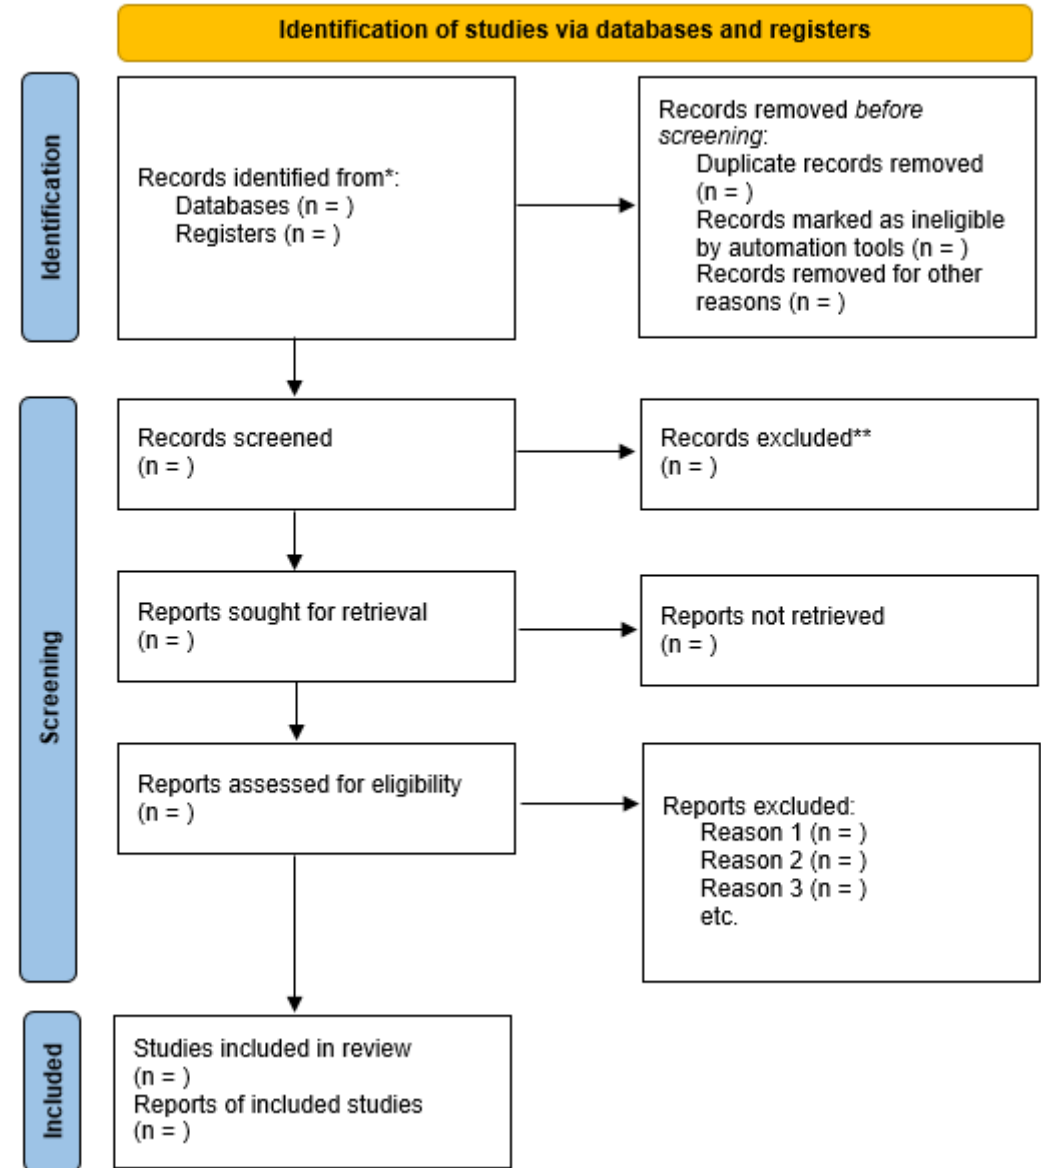 Identification of studies via databases and registers
Identification
Records identified from*:
Databases (n = )
Registers (n = )
Records removed before
screening:
Duplicate records removed
(n = )
Records marked as ineligible
by automation tools (n = )
Records removed for other
reasons (n = )
Screening
Records screened
(n = )
Records excluded**
(n = )
Reports sought for retrieval
(n = )
Reports not retrieved
(n = )
Reports assessed for eligibility
(n = )
Reports excluded:
Reason 1 (n = )
Reason 2 (n = )
Reason 3 (n = )
etc.
Included
Studies included in review
(n = )
Reports of included studies
(n = )